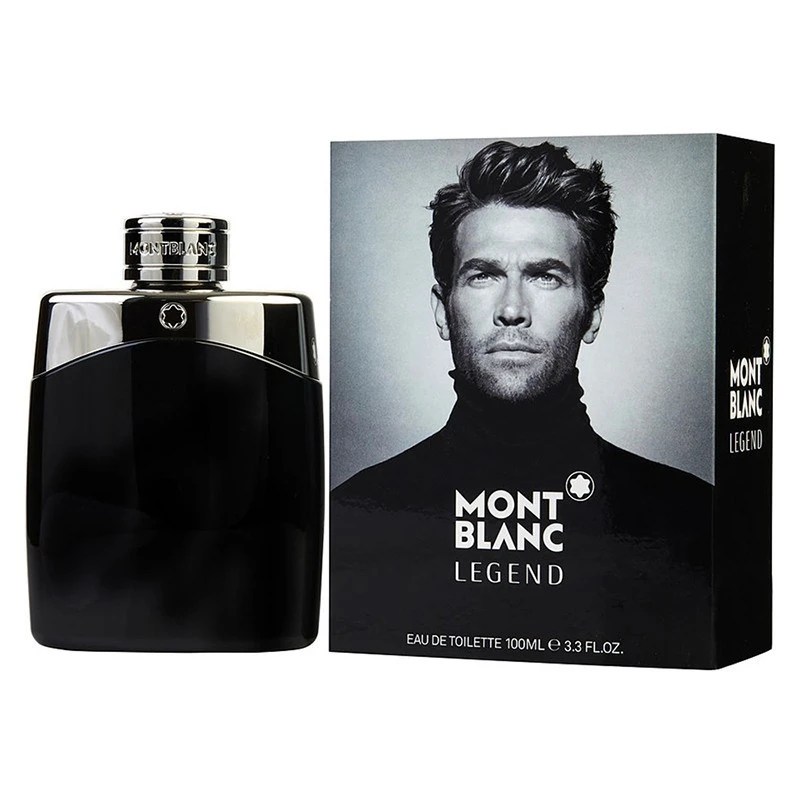 MONTBLANC
MONT
BLANC
LEGEND
EAU DE TOILETTE 100ML ℮ 3.3 FL.OZ.
MONT
BLANC
LEGEND